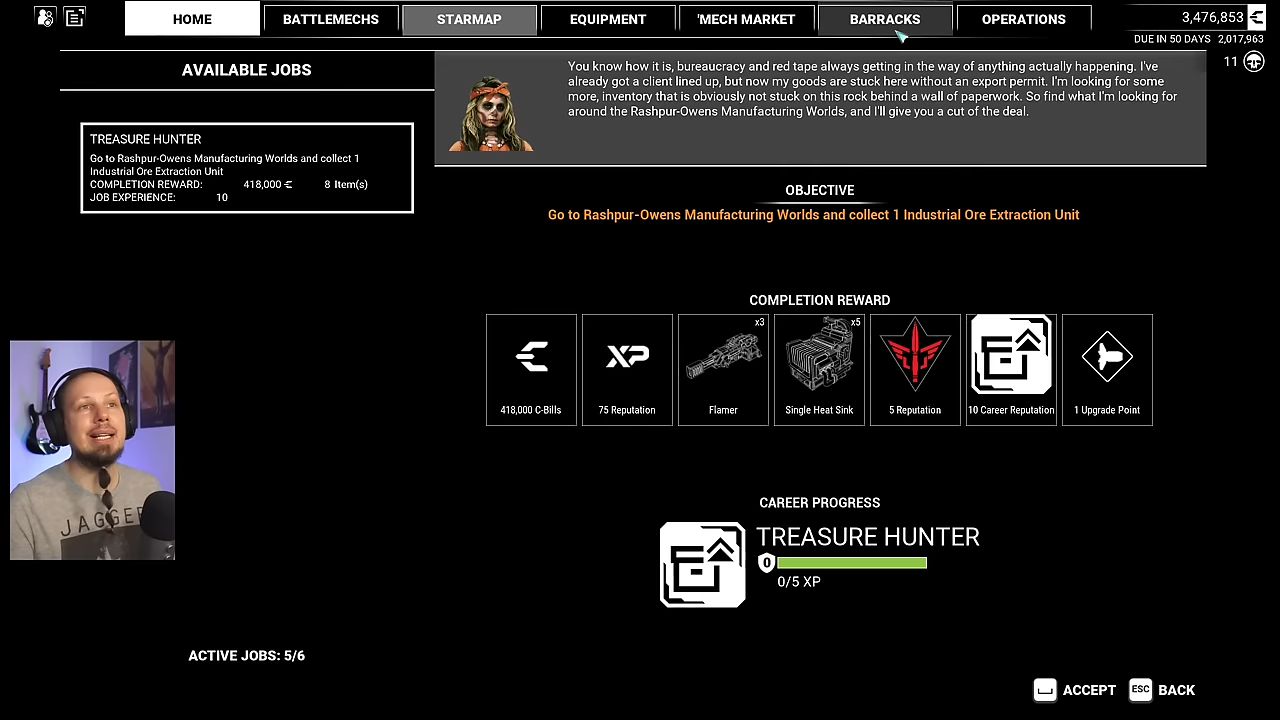 HOME
BATTLEMECHS
STARMAP
EQUIPMENT
'MECH MARKET
BARRACKS
OPERATIONS
3,476,853
DUE IN 50 DAYS 2,017,963
11
AVAILABLE JOBS
TREASURE HUNTER
Go to Rashpur-Owens Manufacturing Worlds and collect 1
Industrial Ore Extraction Unit
COMPLETION REWARD: 418,000 8 Item(s)
JOB EXPERIENCE: 10
You know how it is, bureaucracy and red tape always getting in the way of anything actually happening. I've
already got a client lined up, but now my goods are stuck here without an export permit. I'm looking for some
more, inventory that is obviously not stuck on this rock behind a wall of paperwork. So find what I'm looking for
around the Rashpur-Owens Manufacturing Worlds, and I'll give you a cut of the deal.
OBJECTIVE
Go to Rashpur-Owens Manufacturing Worlds and collect 1 Industrial Ore Extraction Unit
COMPLETION REWARD
XP
x3
x5
418,000 C-Bills
75 Reputation
Flamer
Single Heat Sink
5 Reputation
10 Career Reputation
1 Upgrade Point
CAREER PROGRESS
TREASURE HUNTER
0
0/5 XP
JAGGE
ACTIVE JOBS: 5/6
ACCEPT
ESC BACK